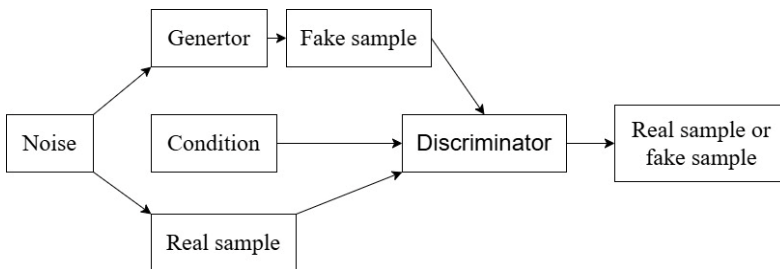 Genertor
Fake sample
Noise
Condition
Discriminator
Real sample or
fake sample
Real sample